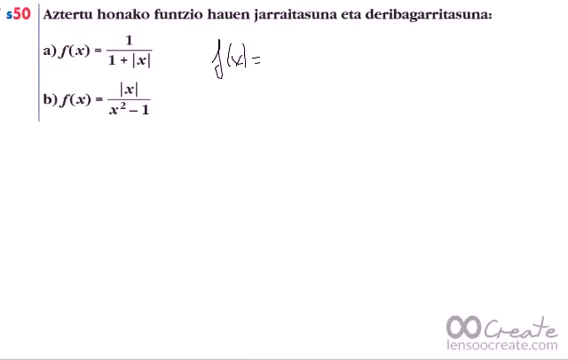 s50 Aztertu honako funtzio hauen jarraitasuna eta deribagarritasuna:
a) f(x) = 1 / (1 + |x|) f(x) =
b) f(x) = |x| / (x² – 1)
Create
lensoocreate.com